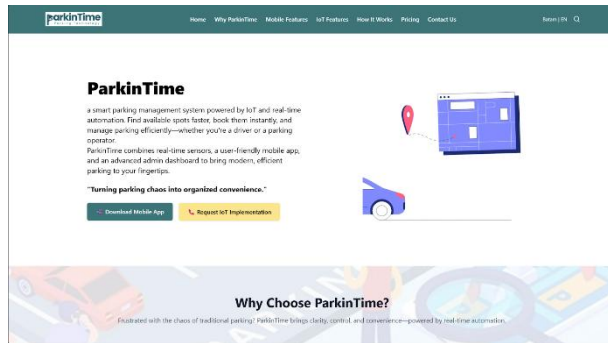 ParkinTime
Home Why ParkinTime Mobile Features IoT Features How It Works Pricing Contact Us
Batam | EN
ParkinTime
a smart parking management system powered by IoT and real-time
automation. Find available spots faster, book them instantly, and
manage parking efficiently—whether you're a driver or a parking
operator.
ParkinTime combines real-time sensors, a user-friendly mobile app,
and an advanced admin dashboard to bring modern, efficient
parking to your fingertips.
"Turning parking chaos into organized convenience."
Download Mobile App
Request IoT Implementation
Why Choose ParkinTime?
Frustrated with the chaos of traditional parking? ParkinTime brings clarity, control, and convenience—powered by real-time automation.